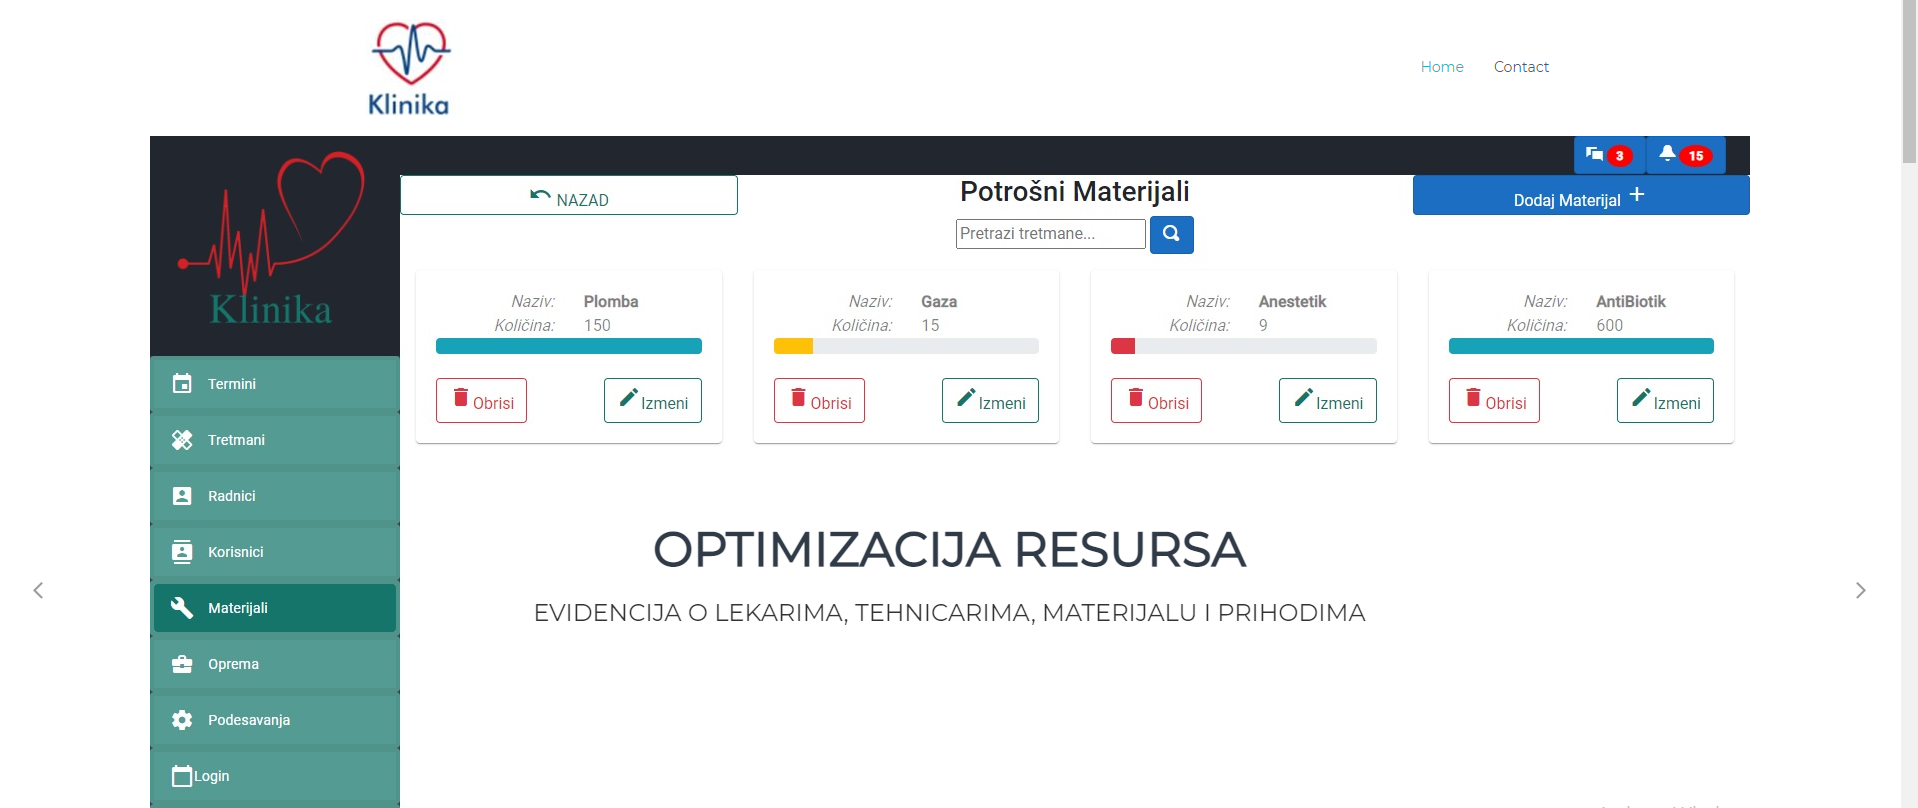 Klinika
Home Contact
3 15
Klinika
NAZAD
Potrošni Materijali
Dodaj Materijal +
Pretrazi tretmane...
Naziv: Plomba
Količina: 150
Obrisi Izmeni
Naziv: Gaza
Količina: 15
Obrisi Izmeni
Naziv: Anestetik
Količina: 9
Obrisi Izmeni
Naziv: AntiBiotik
Količina: 600
Obrisi Izmeni
Termini
Tretmani
Radnici
Korisnici
Materijali
Oprema
Podesavanja
Login
OPTIMIZACIJA RESURSA
EVIDENCIJA O LEKARIMA, TEHNICARIMA, MATERIJALU I PRIHODIMA